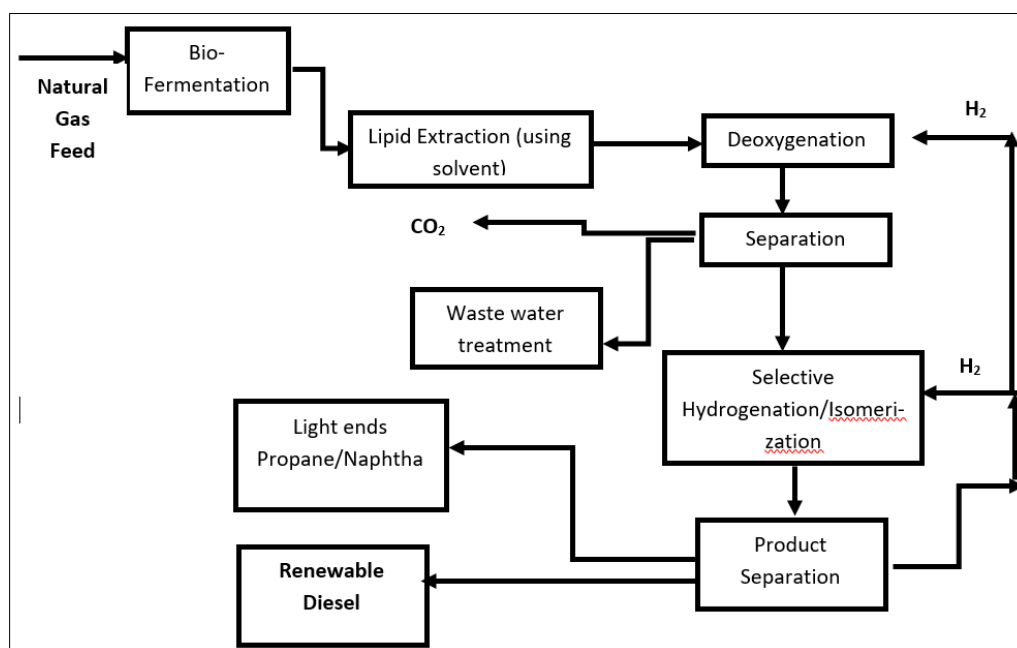 Bio-
Fermentation
Natural
Gas
Feed
Lipid Extraction (using
solvent)
Deoxygenation
H₂
Separation
CO₂
Waste water
treatment
Selective
Hydrogenation/Isomeri-
zation
H₂
Light ends
Propane/Naphtha
Product
Separation
Renewable
Diesel